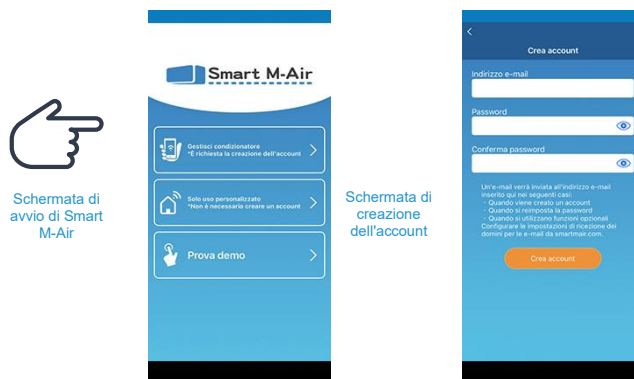 Schermata di
avvio di Smart
M-Air
Smart M-Air
Gestisci condizionatore
*È richiesta la creazione dell'account
Solo uso personalizzato
*Non è necessario creare un account
Prova demo
Schermata di
creazione
dell'account
Crea account
Indirizzo e-mail
Password
Conferma password
Un'e-mail verrà inviata all'indirizzo e-mail
inserito qui nei seguenti casi:
・Quando viene creato un account
・Quando si reimposta la password
・Quando si utilizzano funzioni opzionali
Configurare le impostazioni di ricezione dei
domini per le e-mail da smartmair.com.
Crea account